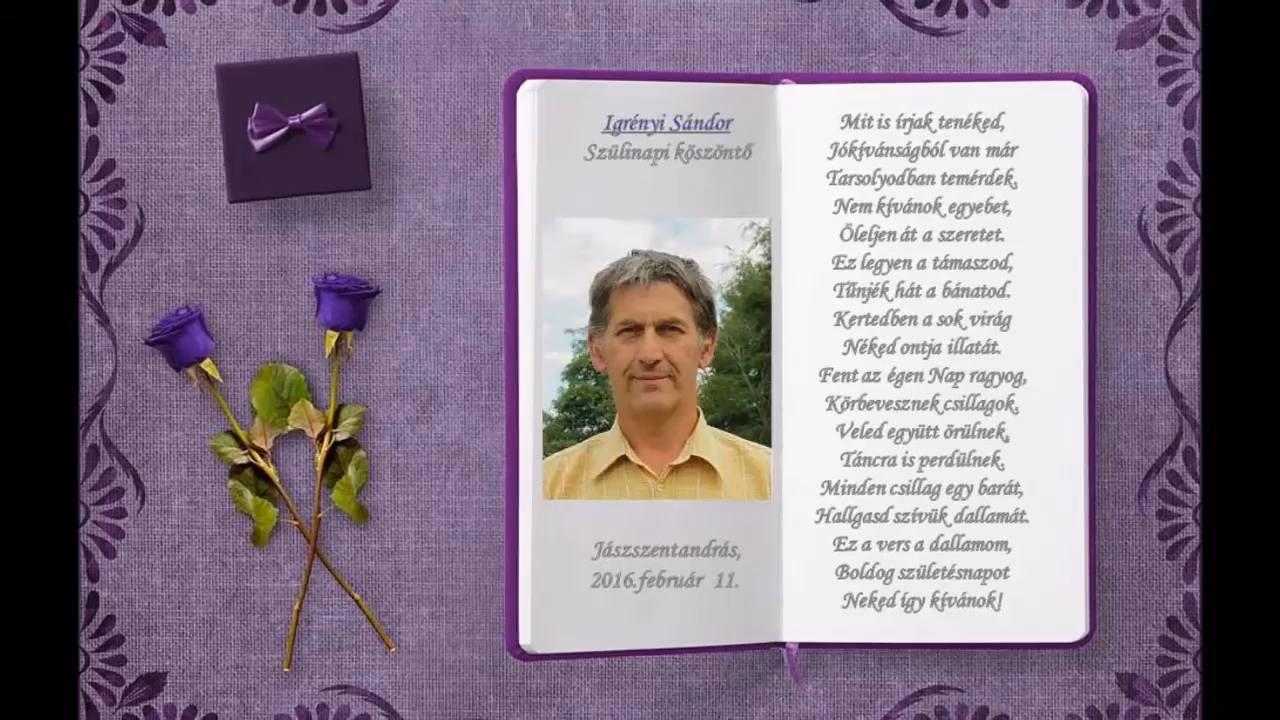 Igrényi Sándor
Szülinapi köszöntő
Jászszentandrás,
2016.február 11.
Mit is írjak tenéked,
Jókívánságból van már
Tarsolyodban temérdek,
Nem kívánok egyebet,
Öleljen át a szeretet.
Ez legyen a támaszod,
Tűnjék hát a bánatod.
Kertedben a sok virág
Néked ontja illatát.
Fent az égen Nap ragyog,
Körbevesznek csillagok,
Veled együtt örülnek,
Táncra is perdülnek.
Minden csillag egy barát,
Hallgasd szívük dallamát.
Ez a vers a dallamom,
Boldog születésnapot
Neked így kívánok!